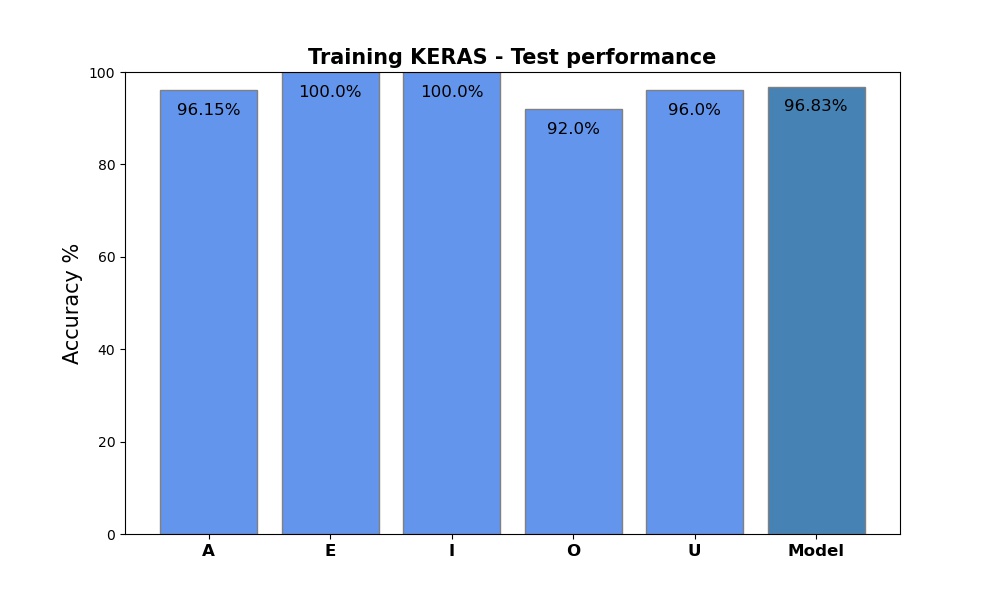 Training KERAS - Test performance
Accuracy %
100
80
60
40
20
0
96.15%
100.0%
100.0%
92.0%
96.0%
96.83%
A
E
I
O
U
Model